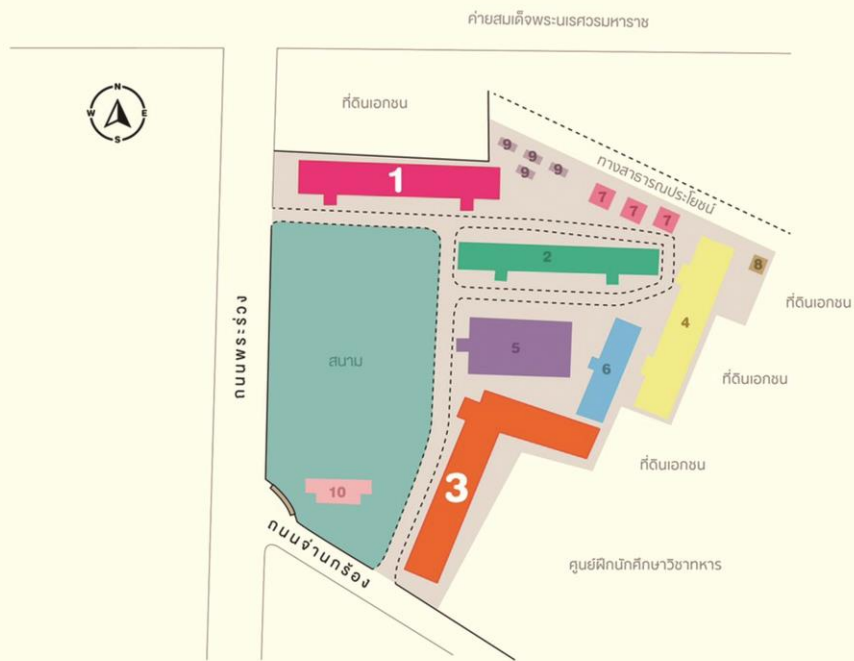 ค่ายสมเด็จพระนเรศวรมหาราช
N
W
E
S
ที่ดินเอกชน
ทางสาธารณประโยชน์
9
9
9
9
1
7
7
7
8
2
4
ที่ดินเอกชน
ถนนพระร่วง
สนาม
5
6
ที่ดินเอกชน
ที่ดินเอกชน
3
10
ถนนจ่านกร้อง
ศูนย์ฝึกนักศึกษาวิชาทหาร